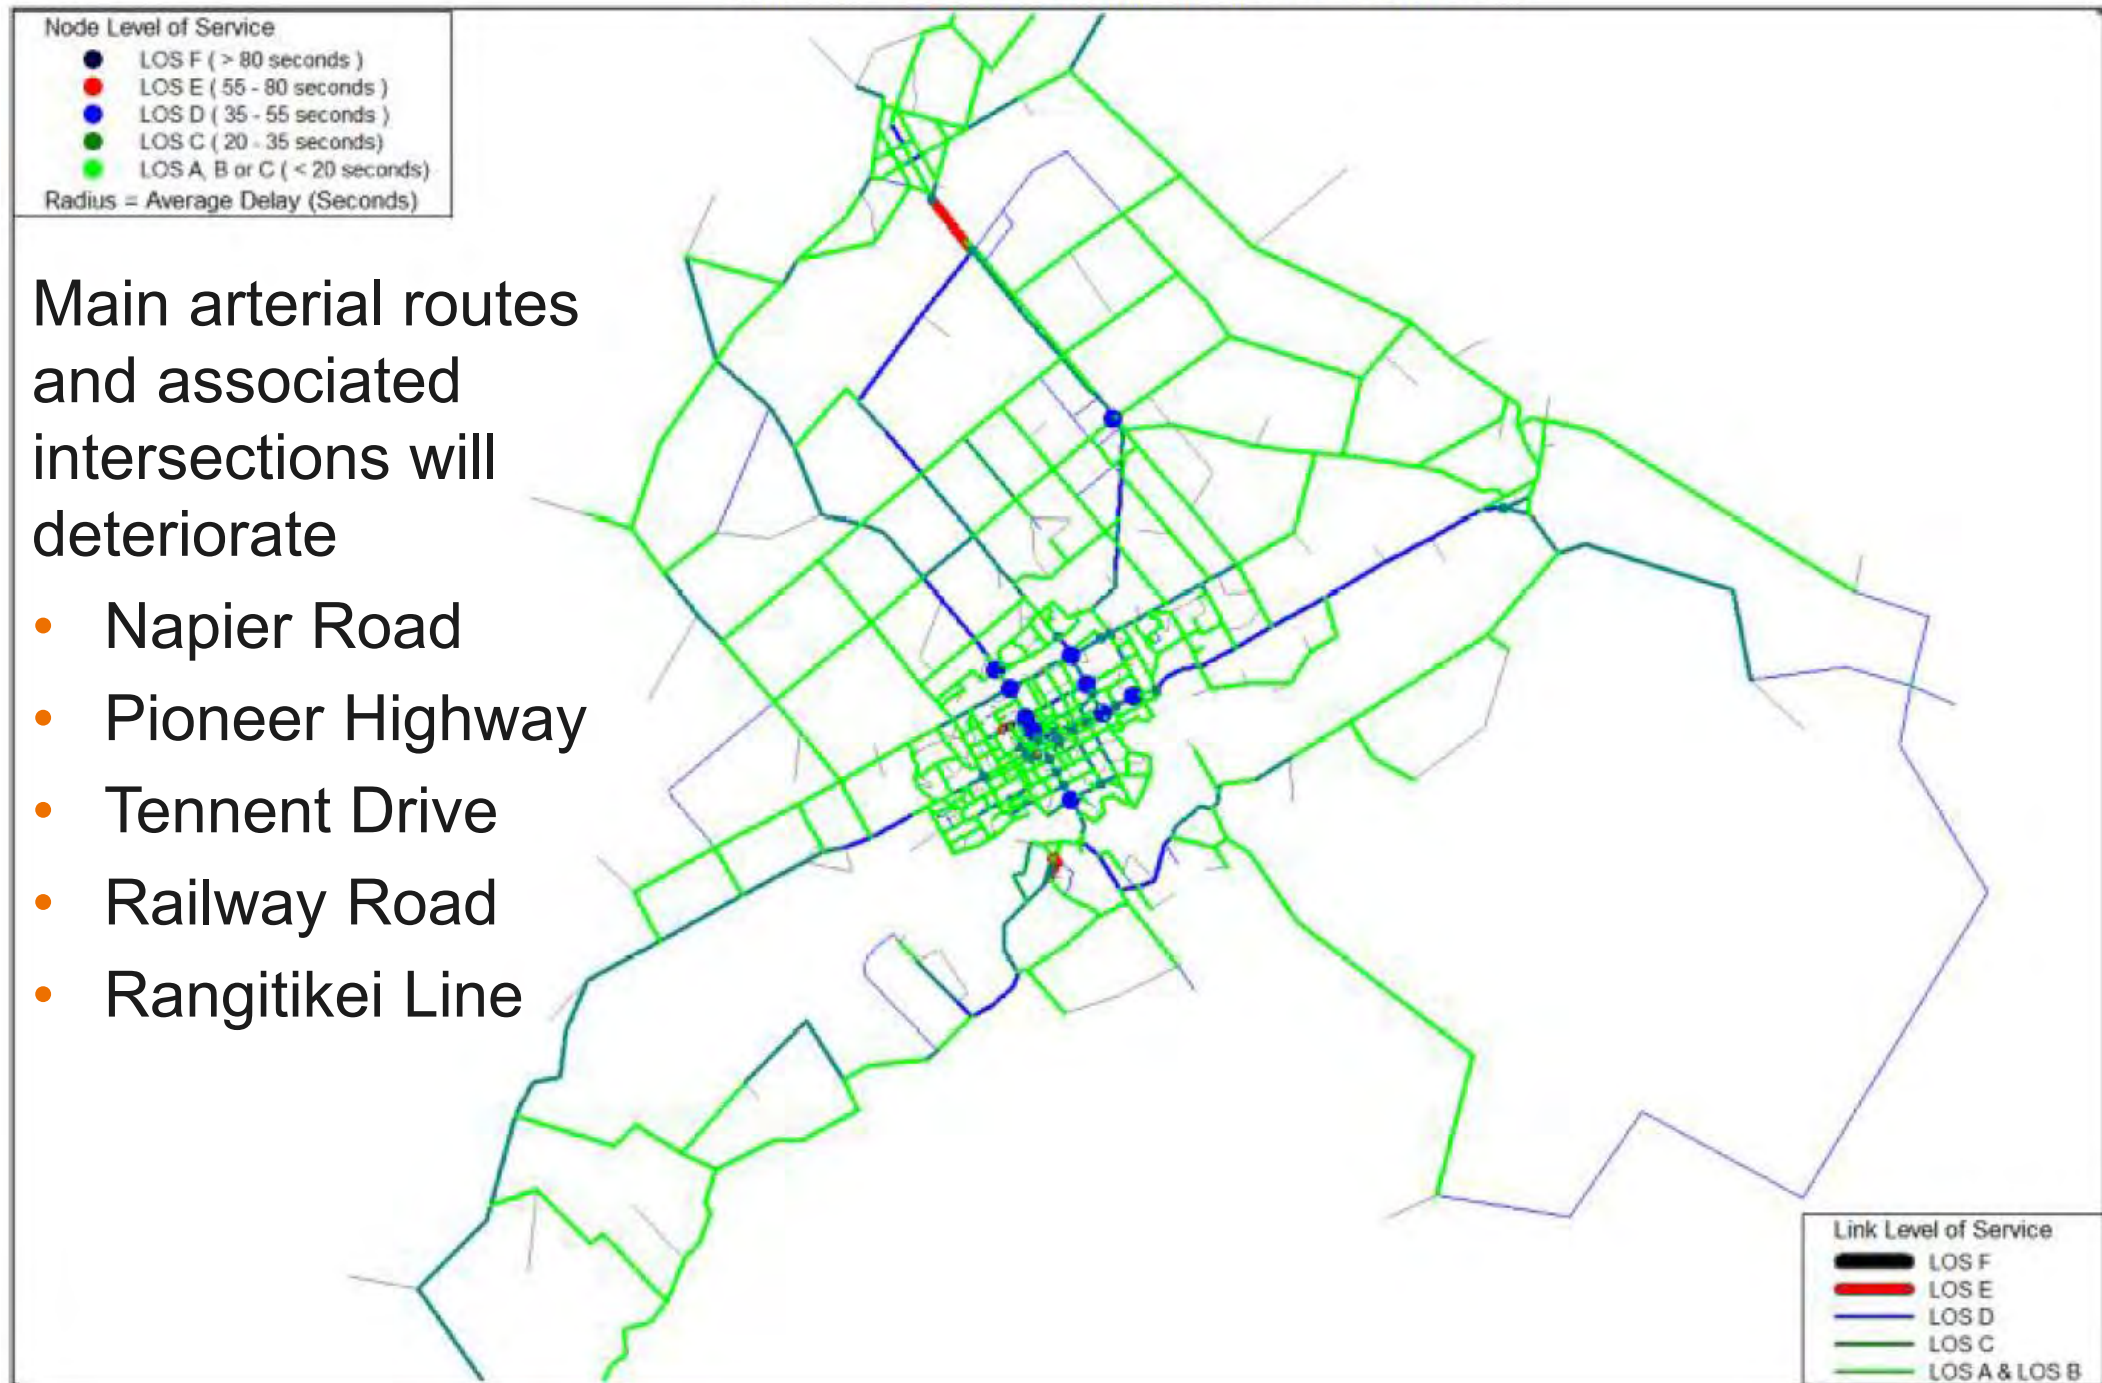 Node Level of Service
LOS F ( > 80 seconds )
LOS E ( 55 - 80 seconds )
LOS D ( 35 - 55 seconds )
LOS C ( 20 - 35 seconds)
LOS A, B or C ( < 20 seconds)
Radius = Average Delay (Seconds)
Main arterial routes
and associated
intersections will
deteriorate
• Napier Road
• Pioneer Highway
• Tennent Drive
• Railway Road
• Rangitikei Line
Link Level of Service
LOS F
LOS E
LOS D
LOS C
LOS A & LOS B